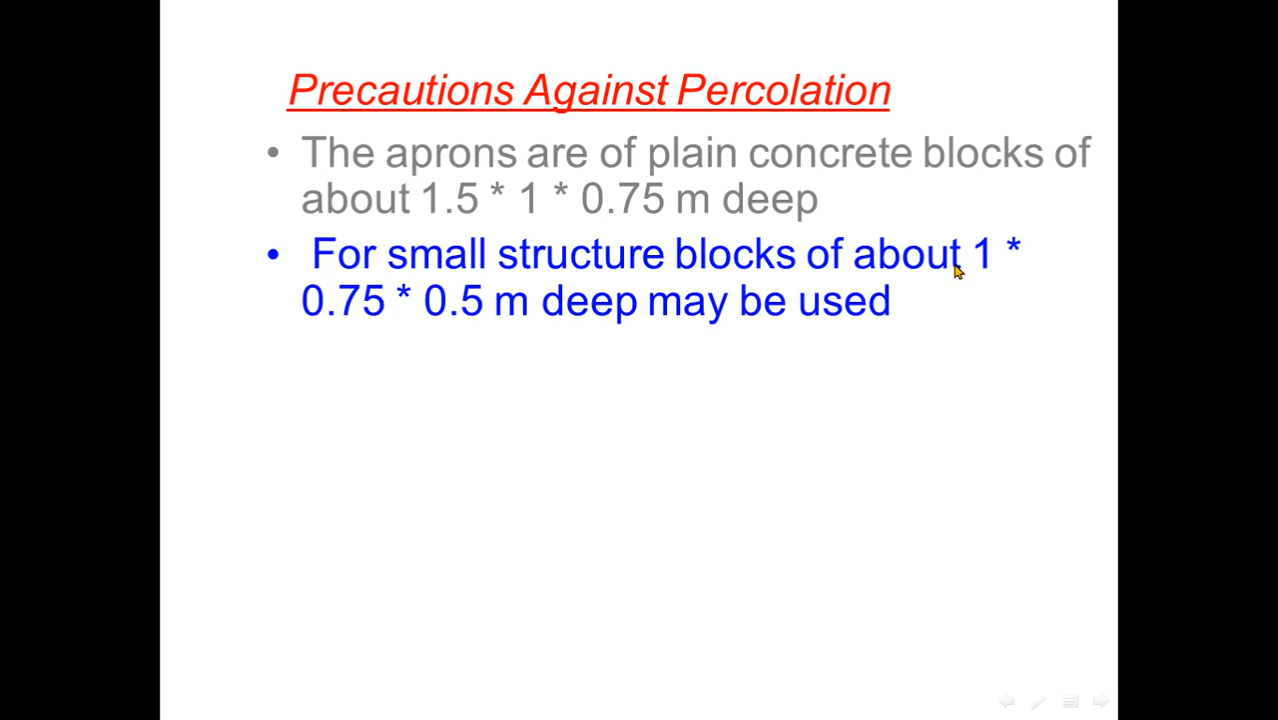 Precautions Against Percolation
• The aprons are of plain concrete blocks of
about 1.5 * 1 * 0.75 m deep
• For small structure blocks of about 1 *
0.75 * 0.5 m deep may be used